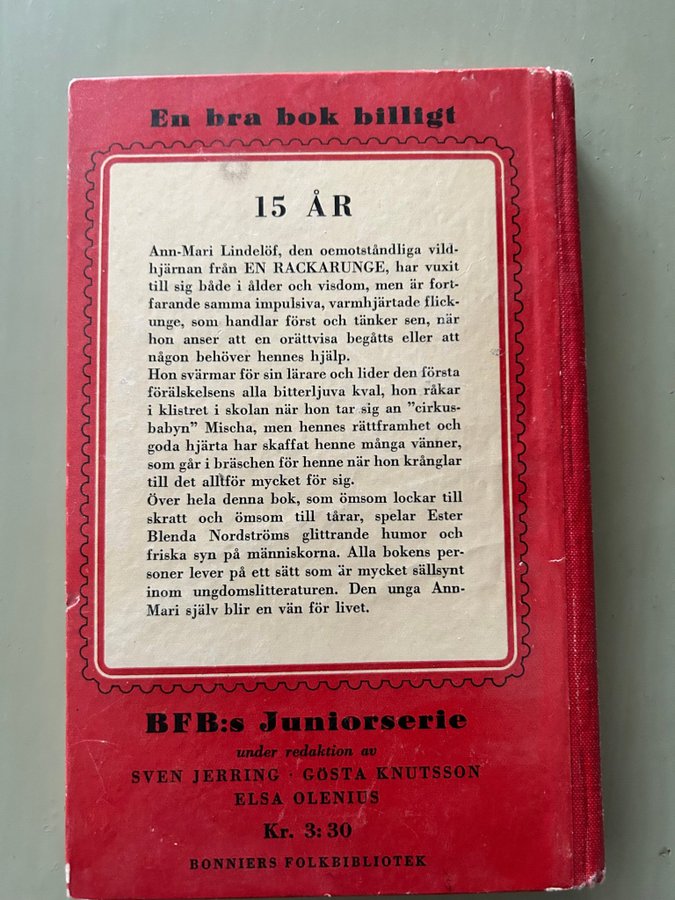 En bra bok billigt
15 ÅR
Ann-Mari Lindelöf, den oemotståndliga vild-
hjärnan från EN RACKARUNGE, har vuxit
till sig både i ålder och visdom, men är fort-
farande samma impulsiva, varmhjärtade flick-
unge, som handlar först och tänker sen, när
hon anser att en orättvisa begåtts eller att
någon behöver hennes hjälp.
Hon svärmar för sin lärare och lider den första
förälskelsens alla bitterljuva kval, hon råkar
i klistret i skolan när hon tar sig an "cirkus-
babyn" Mischa, men hennes rättframhet och
goda hjärta har skaffat henne många vänner,
som går i bräschen för henne när hon krånglar
till det alltför mycket för sig.
Över hela denna bok, som ömsom lockar till
skratt och ömsom till tårar, spelar Ester
Blenda Nordströms glittrande humor och
friska syn på människorna. Alla bokens per-
soner lever på ett sätt som är mycket sällsynt
inom ungdomslitteraturen. Den unga Ann-
Mari själv blir en vän för livet.
BFB:s Juniorserie
under redaktion av
SVEN JERRING · GÖSTA KNUTSSON
ELSA OLENIUS
Kr. 3:30
BONNIERS FOLKBIBLIOTEK